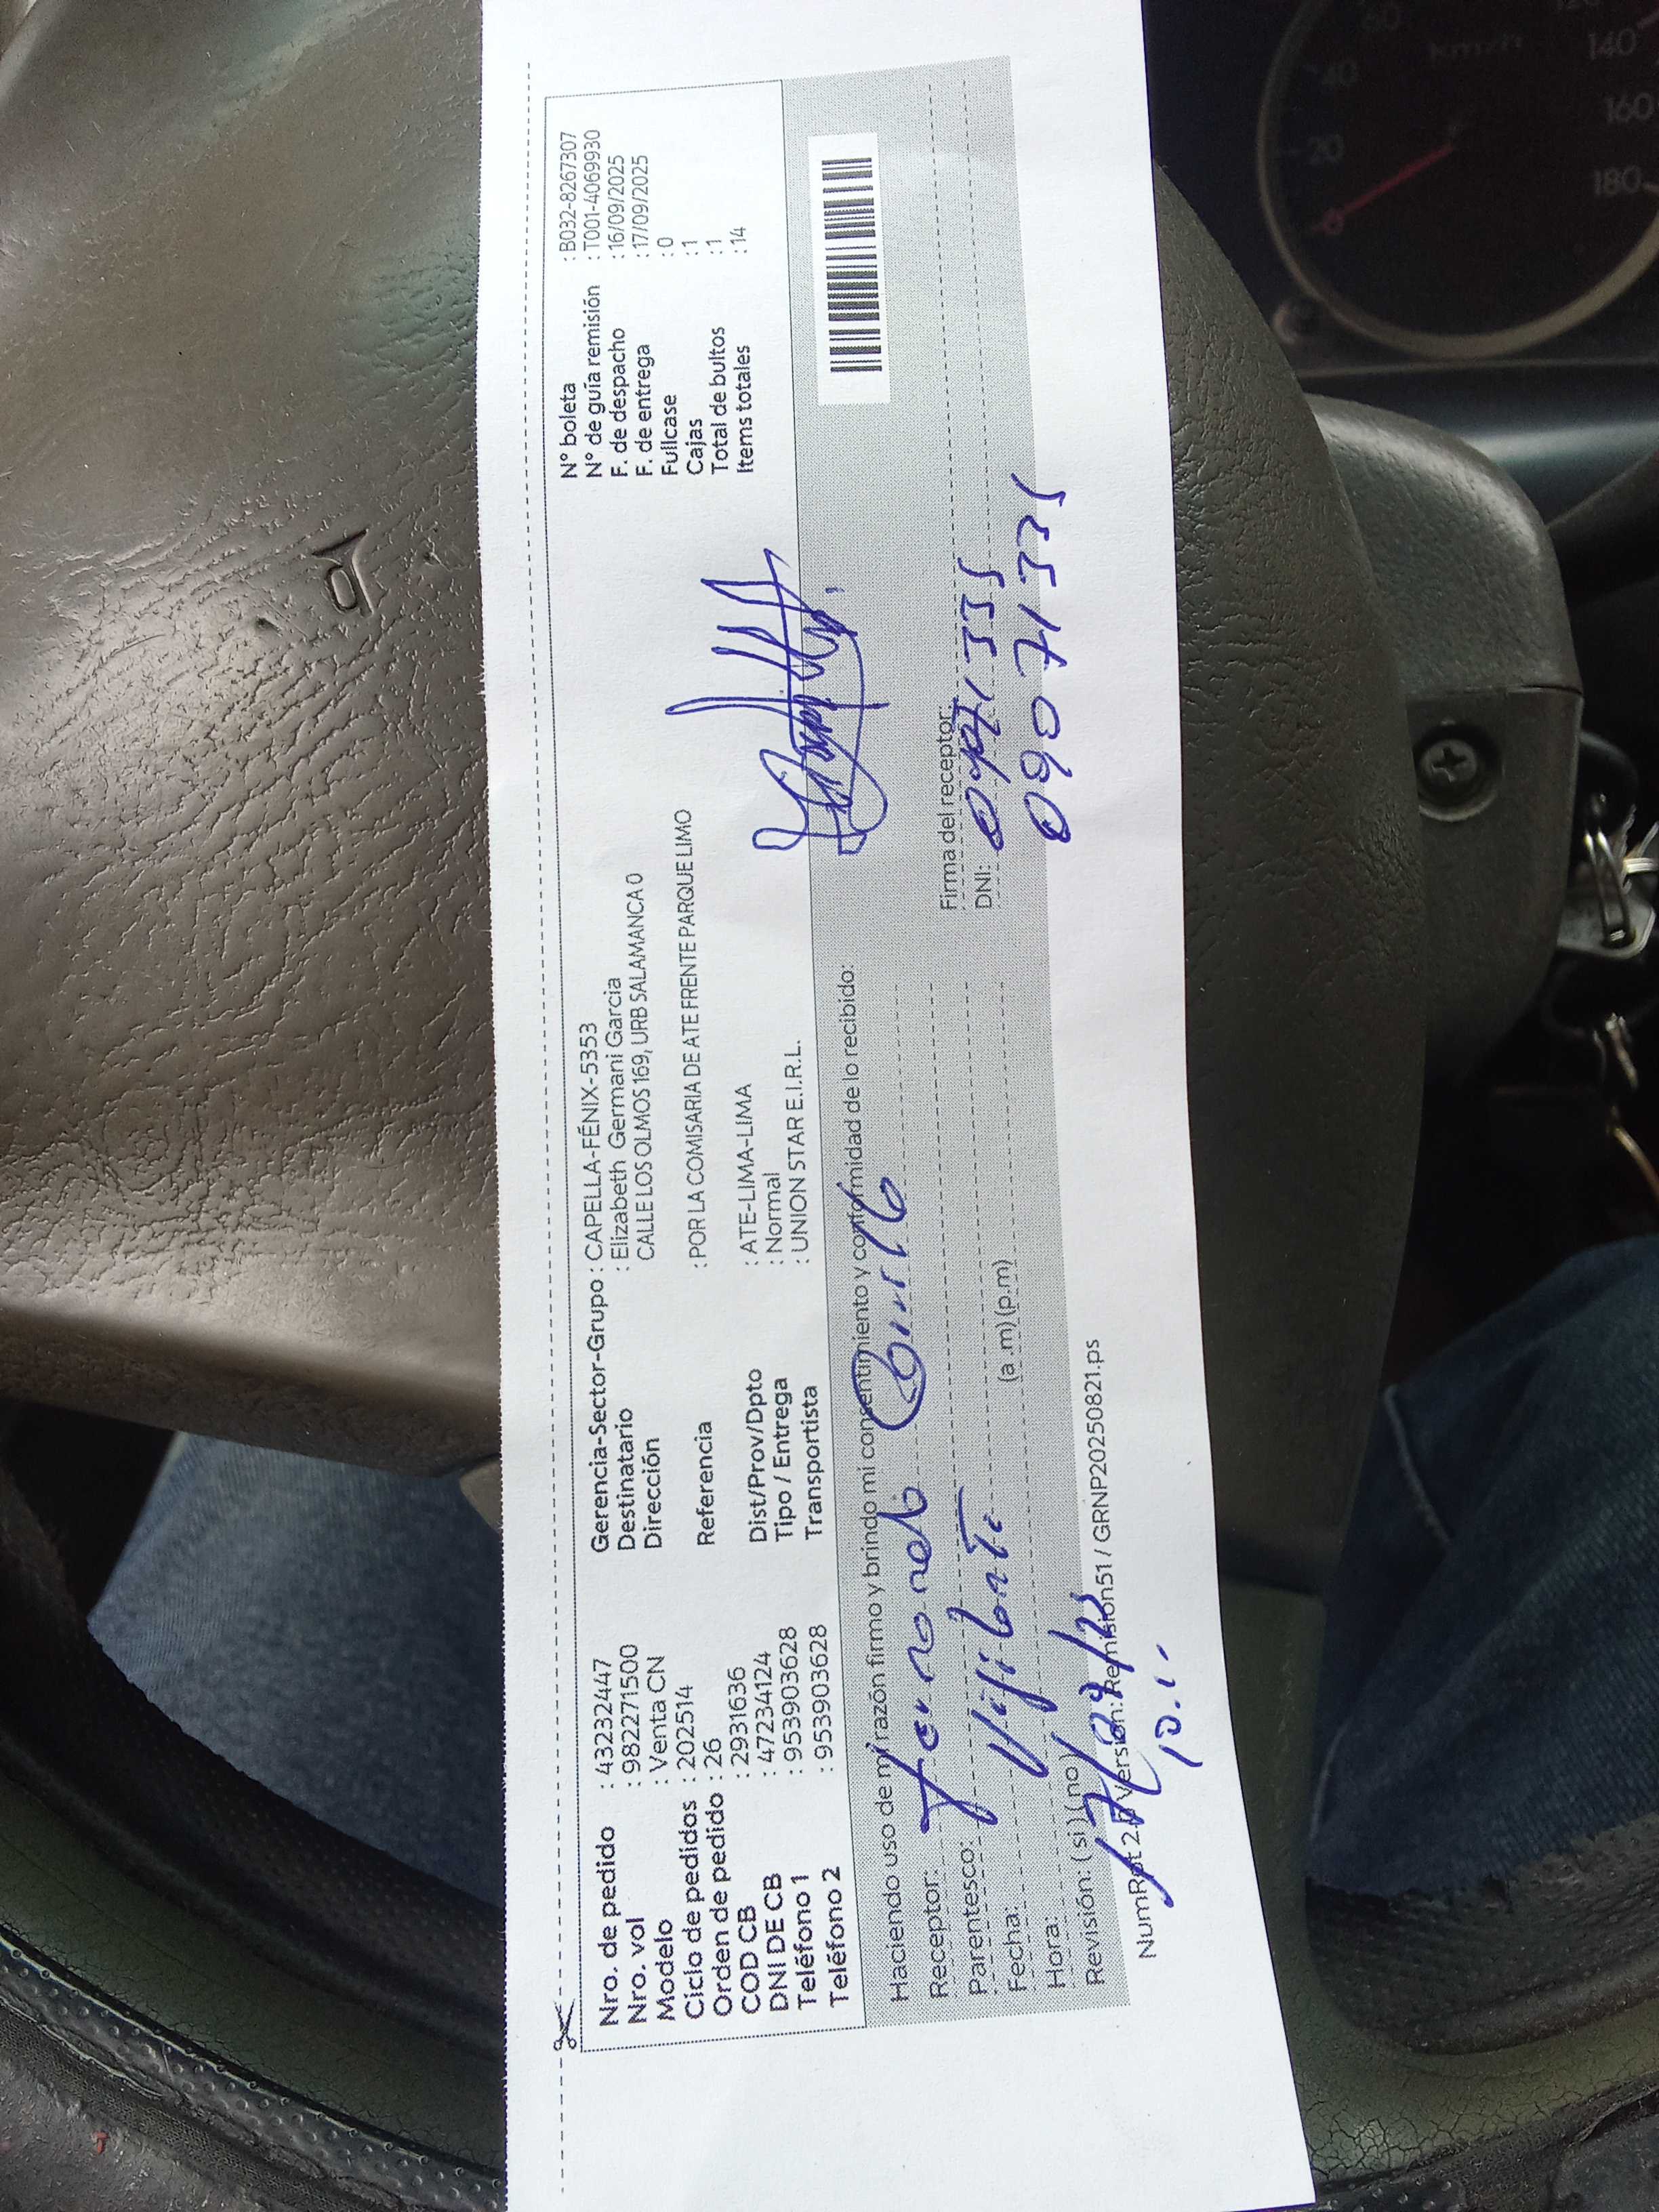 Nro. de pedido : 43232447
Nro. vol : 982271500
Modelo : Venta CN
Ciclo de pedidos : 202514
Orden de pedido : 26
COD CB : 2931636
DNI DE CB : 47234124
Teléfono 1 : 953903628
Teléfono 2 : 953903628
Gerencia-Sector-Grupo : CAPELLA-FÉNIX-5353
Destinatario : Elizabeth Germani Garcia
Dirección CALLE LOS OLMOS 169, URB SALAMANCA 0
Referencia : POR LA COMISARIA DE ATE FRENTE PARQUE LIMO
Dist/Prov/Dpto : ATE-LIMA-LIMA
Tipo / Entrega : Normal
Transportista : UNION STAR E.I.R.L.
N° boleta : B032-8267307
N° de guía remisión : T001-4069930
F. de despacho : 16/09/2025
F. de entrega : 17/09/2025
Fullcase : 0
Cajas : 1
Total de bultos : 1
Items totales : 14
Haciendo uso de mi razón firmo y brindo mi consentimiento y conformidad de lo recibido:
Receptor:
Parentesco:
Fecha:
Hora: (a .m) (p.m)
Revisión: ( si ) ( no )
Firma del receptor:
DNI:
09071335
NumRpt 2.5 Version: Remision51 / GRNP20250821.ps